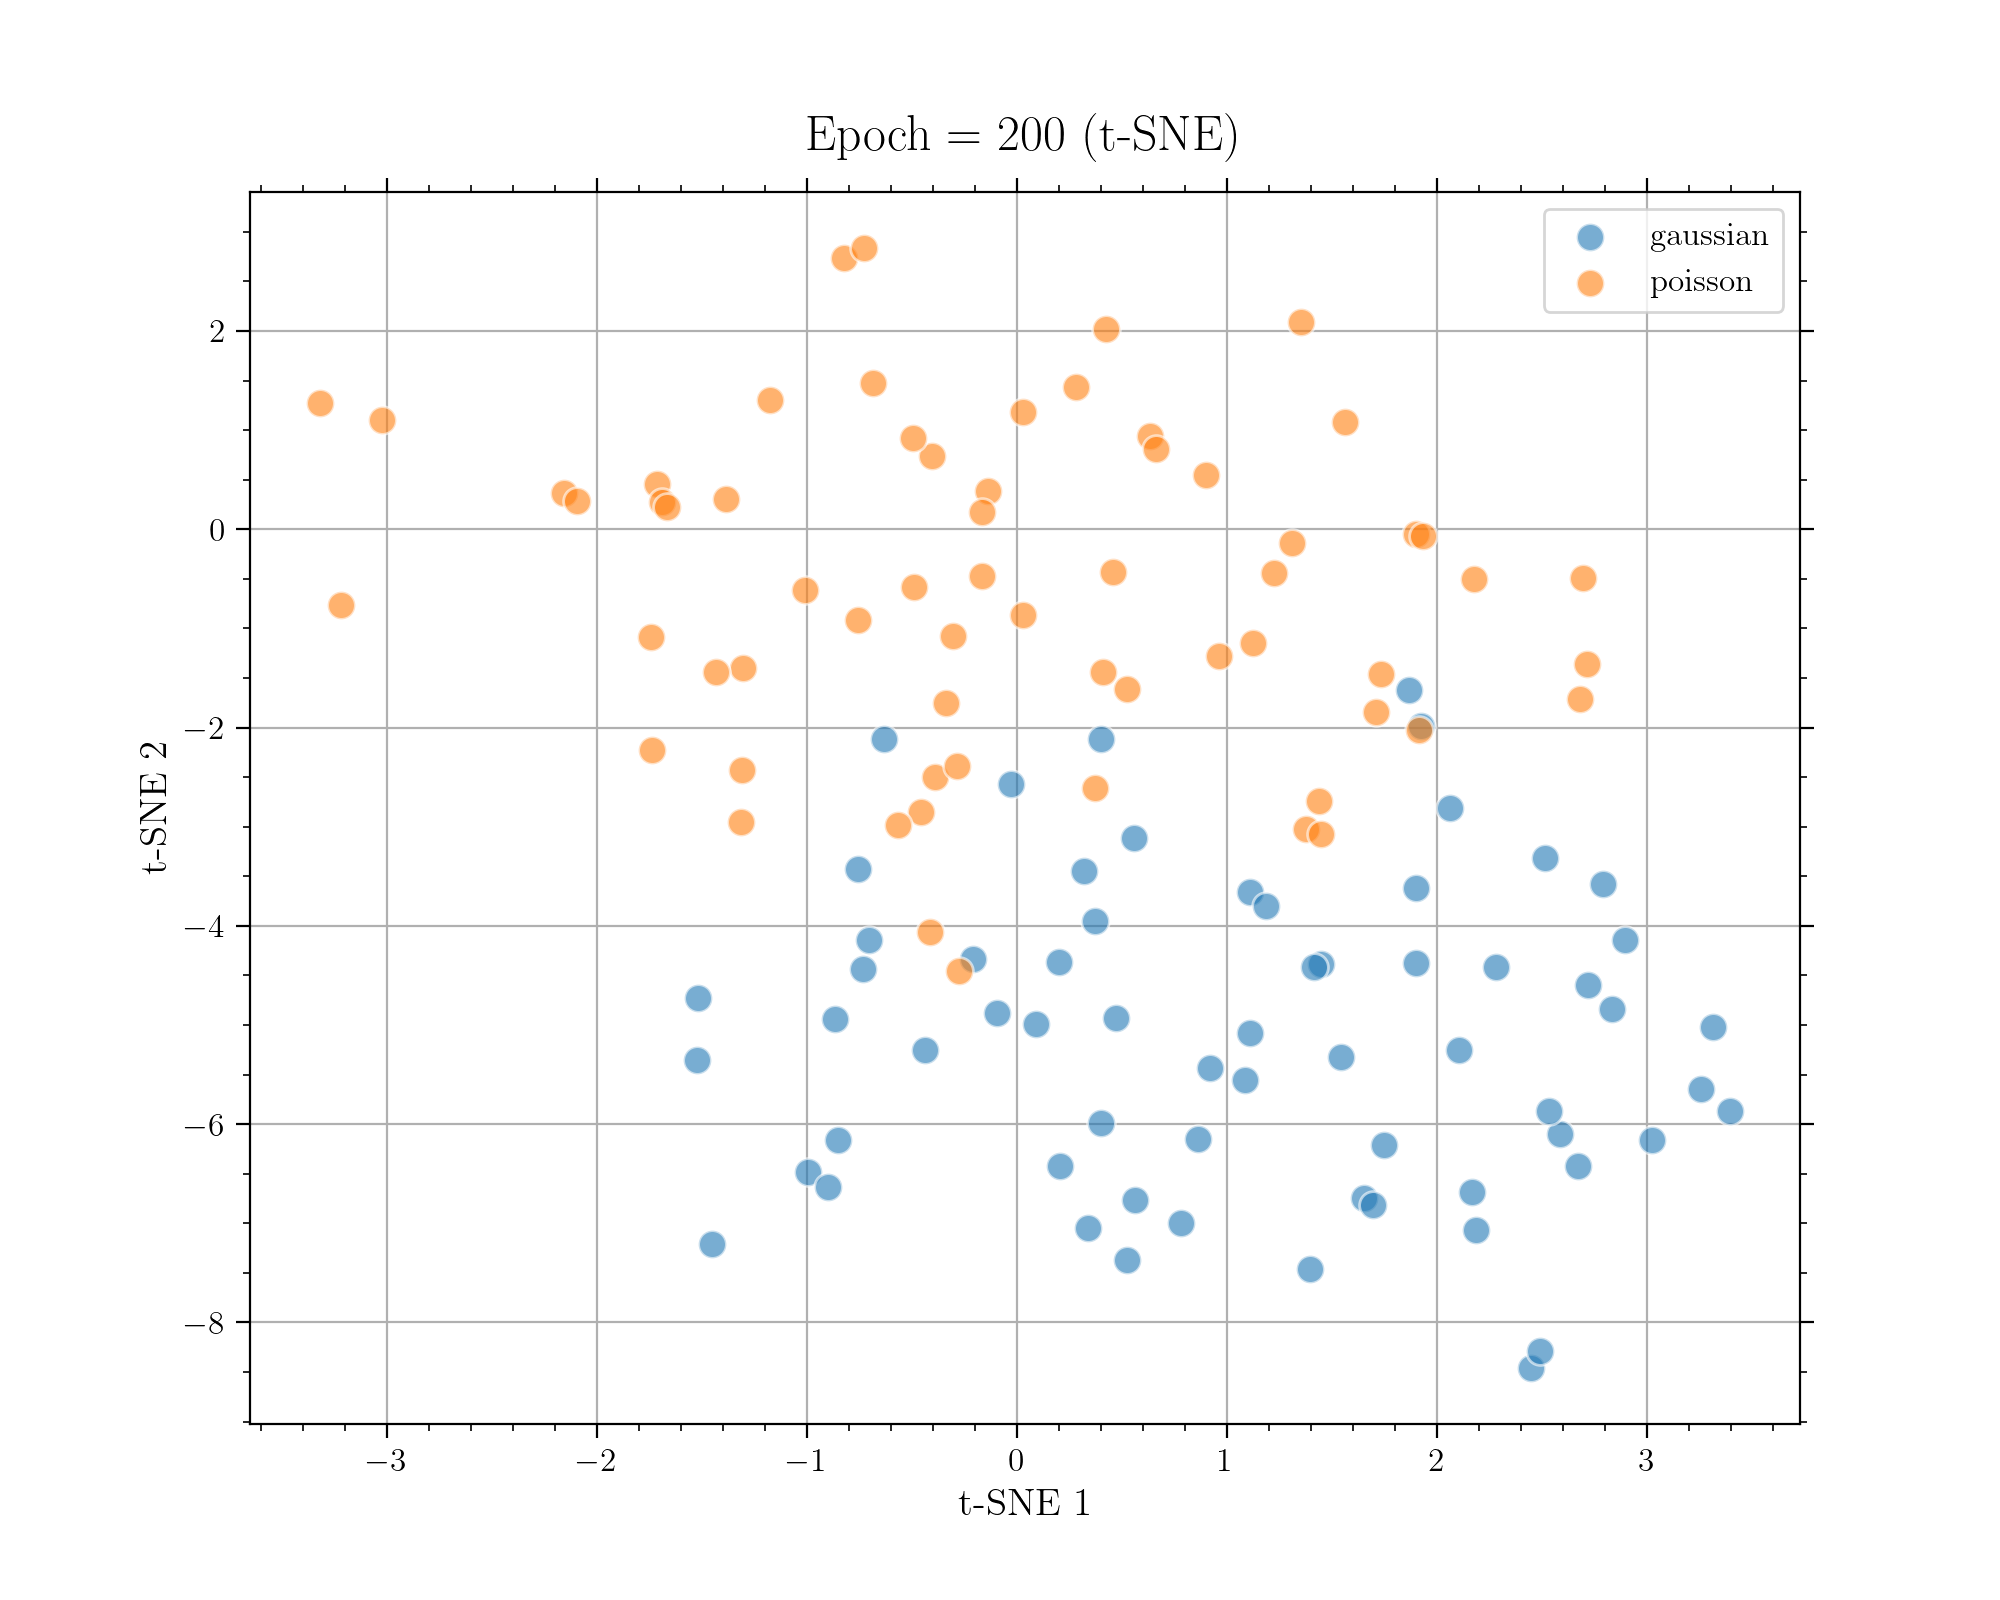 Epoch = 200 (t-SNE)
gaussian
poisson
2
0
−2
−4
−6
−8
t-SNE 2
−3 −2 −1 0 1 2 3
t-SNE 1